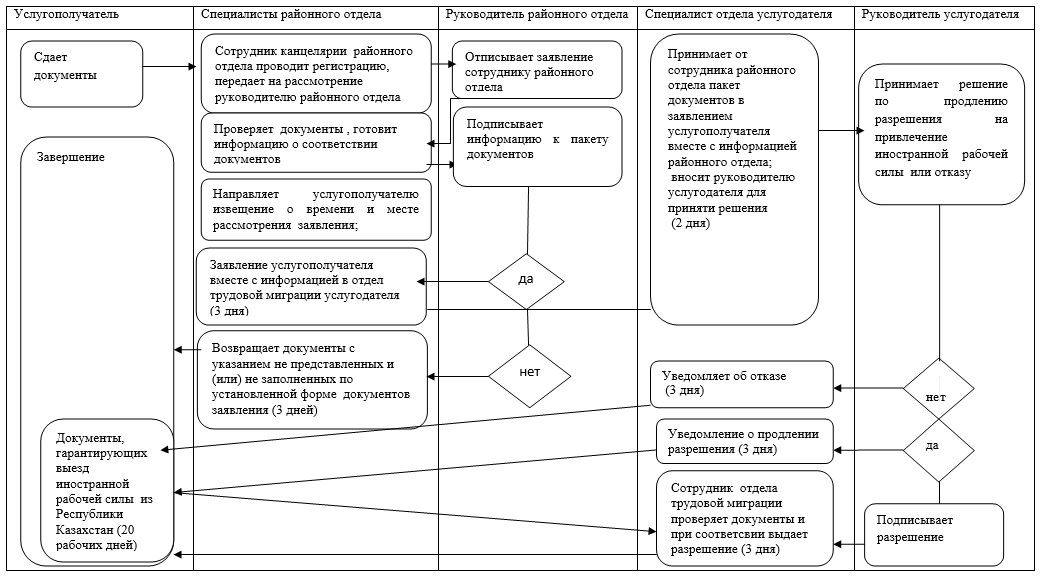 Услугополучатель
Специалисты районного отдела
Руководитель районного отдела
Специалист отдела услугодателя
Руководитель услугодателя
Сдает
документы
Сотрудник канцелярии районного
отдела проводит регистрацию,
передает на рассмотрение
руководителю районного отдела
Отписывает заявление
сотруднику районного
отдела
Принимает от
сотрудника районного
отдела пакет
документов в
заявлением
услугополучателя
вместе с информацией
районного отдела;
вносит руководителю
услугодателя для
приняти решения
(2 дня)
Принимает решение
по продлению
разрешения на
привлечение
иностранной рабочей
силы или отказу
Завершение
Проверяет документы , готовит
информацию о соответствии
документов
Подписывает
информацию к пакету
документов
Направляет услугополучателю
извещение о времени и месте
рассмотрения заявления;
Заявление услугополучателя
вместе с информацией в отдел
трудовой миграции услугодателя
(3 дня)
да
Возвращает документы с
указанием не представленных и
(или) не заполненных по
установленной форме документов
заявления (3 дней)
нет
Уведомляет об отказе
(3 дня)
нет
Уведомление о продлении
разрешения (3 дня)
да
Документы,
гарантирующих
выезд
иностранной
рабочей силы из
Республики
Казахстан (20
рабочих дней)
Сотрудник отдела
трудовой миграции
проверяет документы и
при соответсвии выдает
разрешение (3 дня)
Подписывает
разрешение